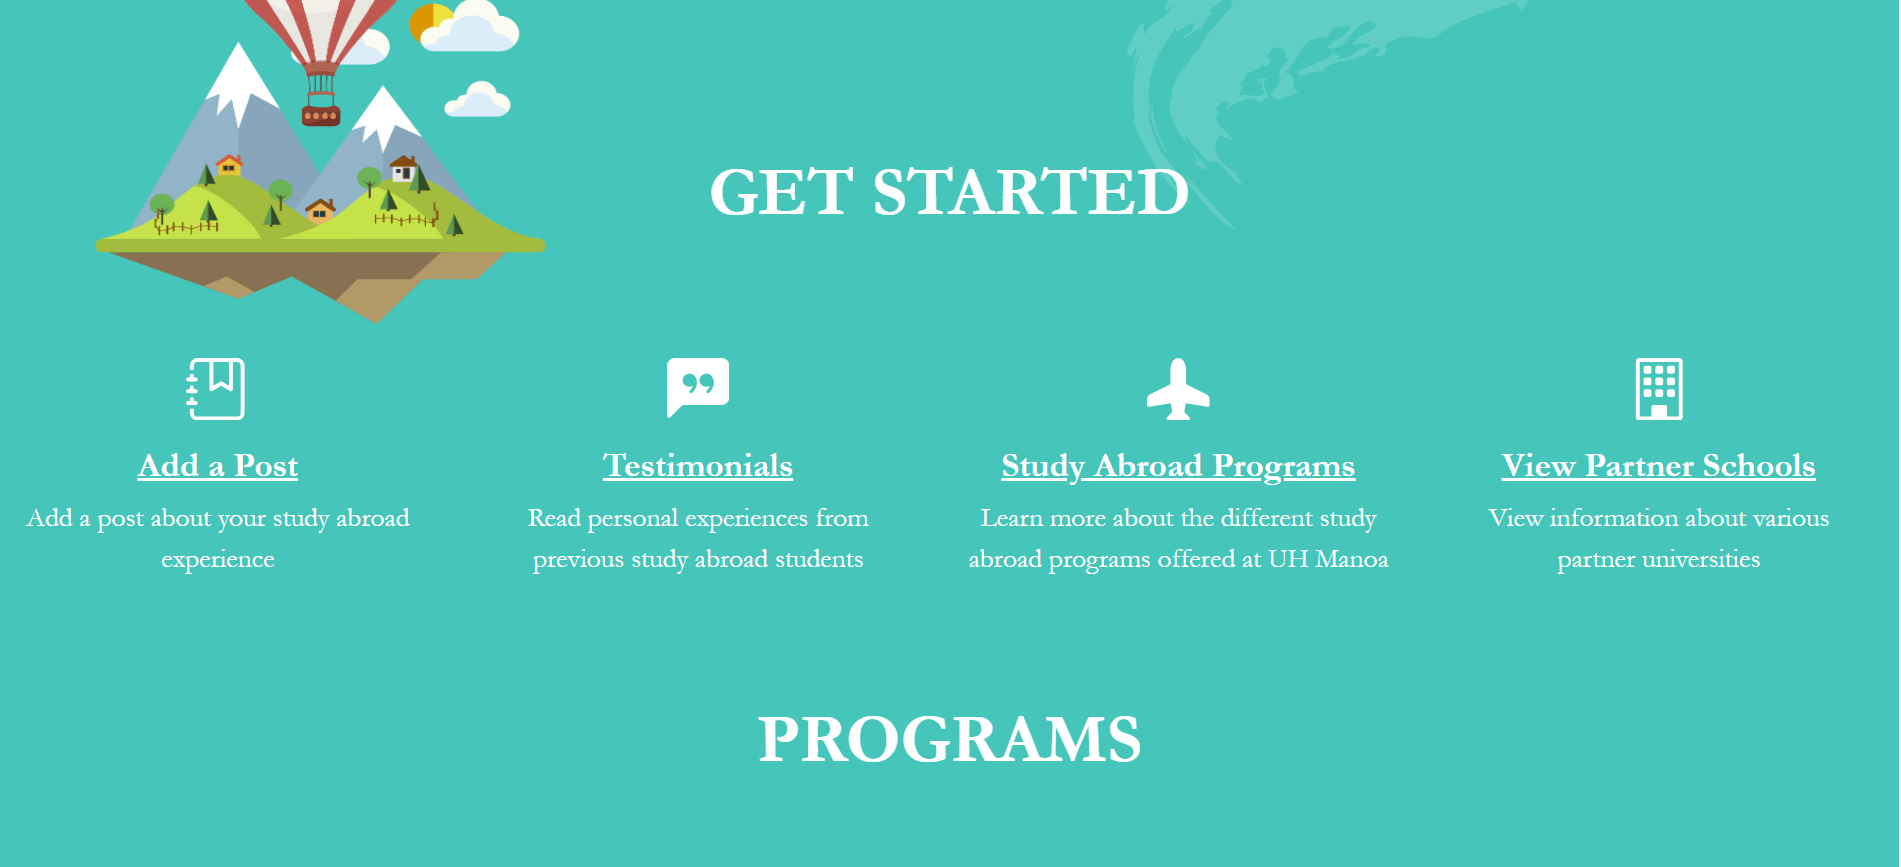 GET STARTED
Add a Post
Add a post about your study abroad
experience
Testimonials
Read personal experiences from
previous study abroad students
Study Abroad Programs
Learn more about the different study
abroad programs offered at UH Manoa
View Partner Schools
View information about various
partner universities
PROGRAMS